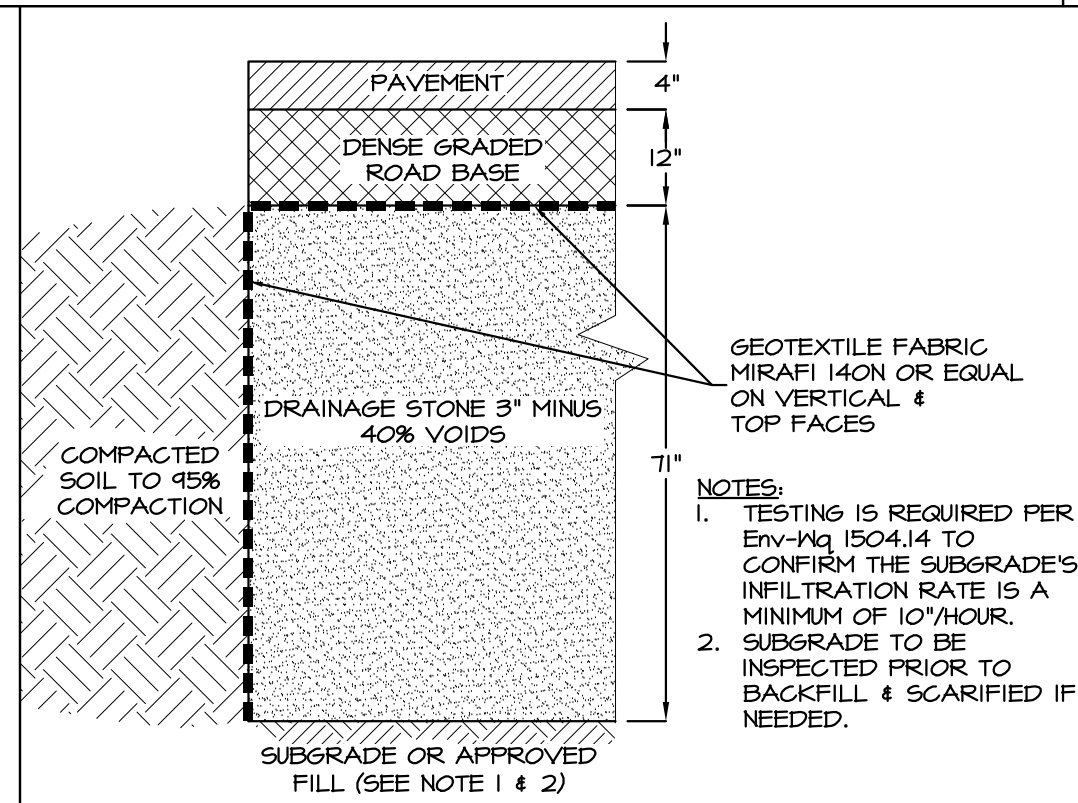 PAVEMENT
4"
DENSE GRADED
ROAD BASE
12"
GEOTEXTILE FABRIC
MIRAFI 140N OR EQUAL
ON VERTICAL &
TOP FACES
DRAINAGE STONE 3" MINUS
40% VOIDS
COMPACTED
SOIL TO 95%
COMPACTION
71"
NOTES:
1. TESTING IS REQUIRED PER
Env-Wq 1504.14 TO
CONFIRM THE SUBGRADE'S
INFILTRATION RATE IS A
MINIMUM OF 10"/HOUR.
2. SUBGRADE TO BE
INSPECTED PRIOR TO
BACKFILL & SCARIFIED IF
NEEDED.
SUBGRADE OR APPROVED
FILL (SEE NOTE 1 & 2)